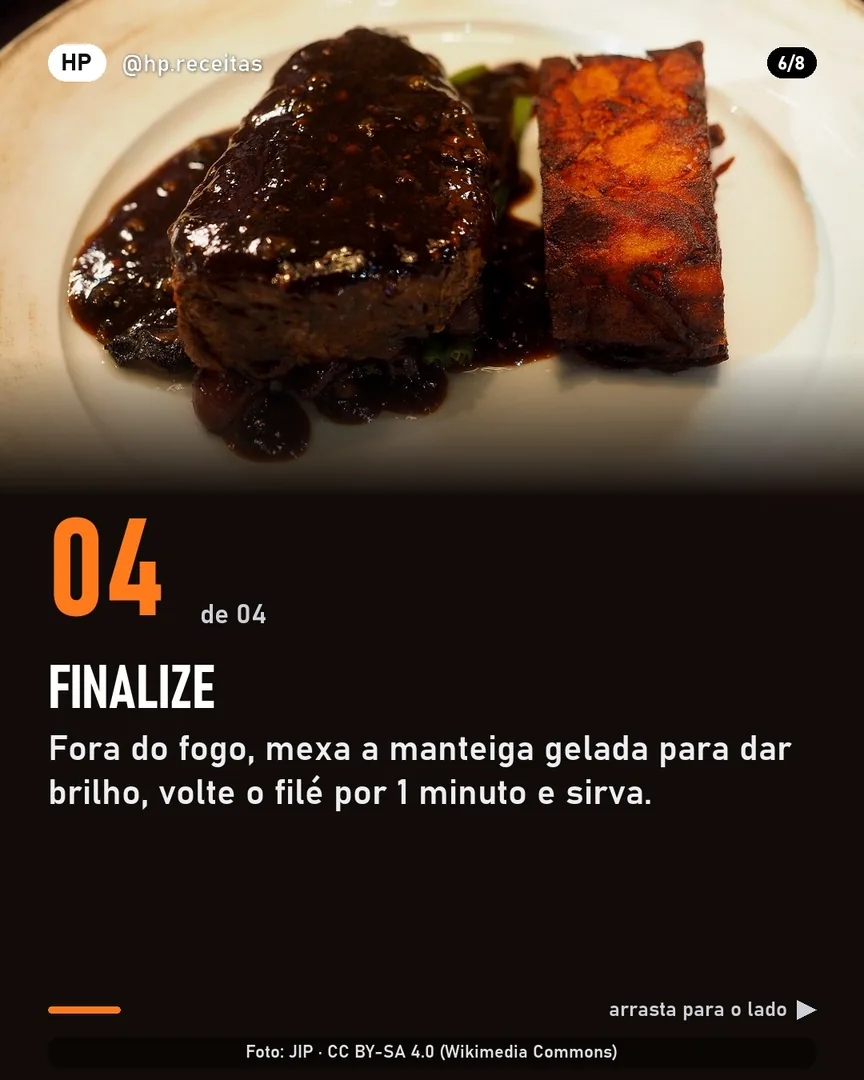 HP @hp.receitas 6/8
04 de 04
FINALIZE
Fora do fogo, mexa a manteiga gelada para dar
brilho, volte o filé por 1 minuto e sirva.
arrasta para o lado ▶
Foto: JIP · CC BY-SA 4.0 (Wikimedia Commons)